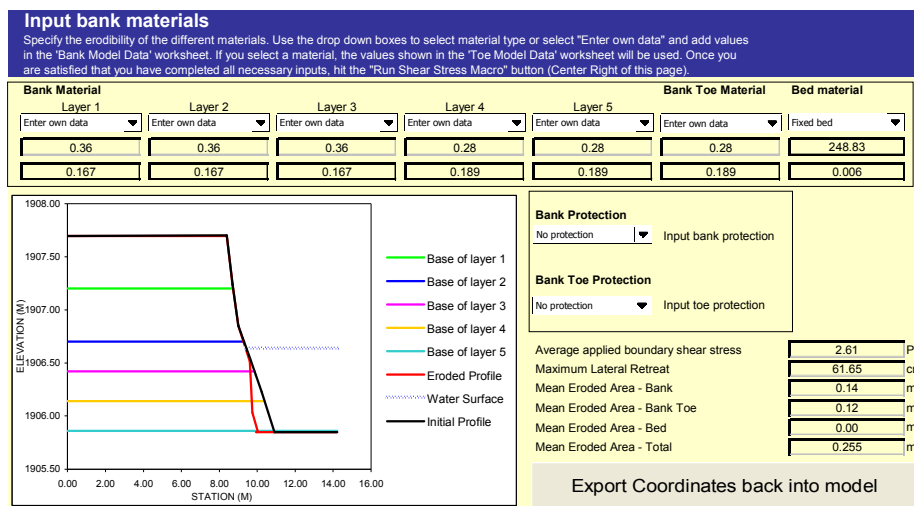 Input bank materials
Specify the erodibility of the different materials. Use the drop down boxes to select material type or select "Enter own data" and add values
in the 'Bank Model Data' worksheet. If you select a material, the values shown in the 'Toe Model Data' worksheet will be used. Once you
are satisfied that you have completed all necessary inputs, hit the "Run Shear Stress Macro" button (Center Right of this page).
Bank Material Bank Toe Material Bed material
Layer 1 Layer 2 Layer 3 Layer 4 Layer 5
Enter own data Enter own data Enter own data Enter own data Enter own data Enter own data Fixed bed
0.36 0.36 0.36 0.28 0.28 0.28 248.83
0.167 0.167 0.167 0.189 0.189 0.189 0.006
1908.00
1907.50
1907.00
1906.50
1906.00
1905.50
ELEVATION (M)
0.00 2.00 4.00 6.00 8.00 10.00 12.00 14.00 16.00
STATION (M)
Base of layer 1
Base of layer 2
Base of layer 3
Base of layer 4
Base of layer 5
Eroded Profile
Water Surface
Initial Profile
Bank Protection
No protection Input bank protection
Bank Toe Protection
No protection Input toe protection
Average applied boundary shear stress 2.61 P
Maximum Lateral Retreat 61.65 c
Mean Eroded Area - Bank 0.14 m
Mean Eroded Area - Bank Toe 0.12 m
Mean Eroded Area - Bed 0.00 m
Mean Eroded Area - Total 0.255 m
Export Coordinates back into model